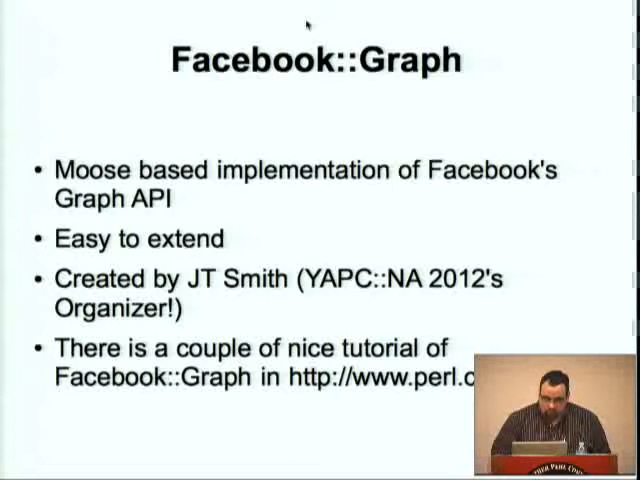 Facebook::Graph
• Moose based implementation of Facebook's
Graph API
• Easy to extend
• Created by JT Smith (YAPC::NA 2012's
Organizer!)
• There is a couple of nice tutorial of
Facebook::Graph in http://www.perl.c